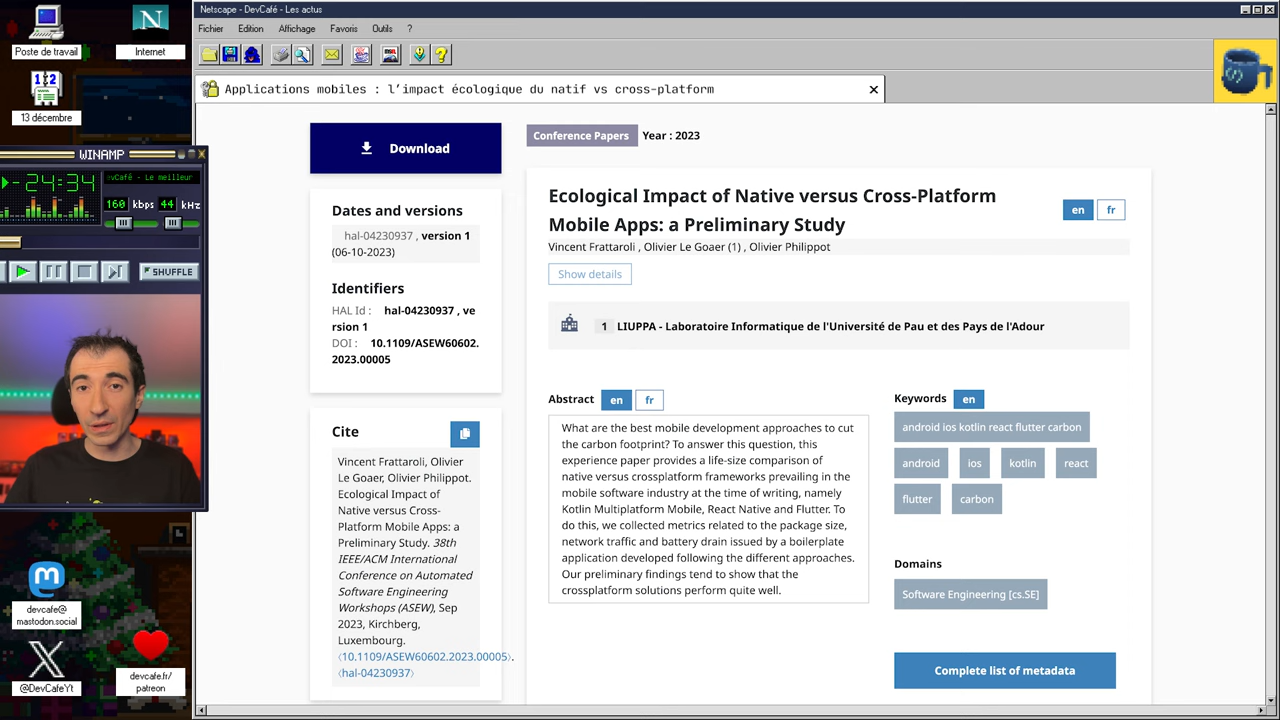 Poste de travail
Internet
13 décembre
Netscape - DevCafé - Les actus
Fichier
Edition
Affichage
Favoris
Outils
?
Applications mobiles : l’impact écologique du natif vs cross-platform
WINAMP
-24:34
DevCafé - Le meilleur
160 kbps 44 kHz
SHUFFLE
devcafe@
mastodon.social
@DevCafeYt
devcafe.fr/
patreon
Download
Dates and versions
hal-04230937 , version 1
(06-10-2023)
Identifiers
HAL Id : hal-04230937 , ve
rsion 1
DOI : 10.1109/ASEW60602.
2023.00005
Cite
Vincent Frattaroli, Olivier
Le Goaer, Olivier Philippot.
Ecological Impact of
Native versus Cross-
Platform Mobile Apps: a
Preliminary Study. 38th
IEEE/ACM International
Conference on Automated
Software Engineering
Workshops (ASEW), Sep
2023, Kirchberg,
Luxembourg.
⟨10.1109/ASEW60602.2023.00005⟩.
⟨hal-04230937⟩
Conference Papers Year : 2023
Ecological Impact of Native versus Cross-Platform
Mobile Apps: a Preliminary Study
en fr
Vincent Frattaroli , Olivier Le Goaer (1) , Olivier Philippot
Show details
1 LIUPPA - Laboratoire Informatique de l'Université de Pau et des Pays de l'Adour
Abstract en fr
What are the best mobile development approaches to cut
the carbon footprint? To answer this question, this
experience paper provides a life-size comparison of
native versus crossplatform frameworks prevailing in the
mobile software industry at the time of writing, namely
Kotlin Multiplatform Mobile, React Native and Flutter. To
do this, we collected metrics related to the package size,
network traffic and battery drain issued by a boilerplate
application developed following the different approaches.
Our preliminary findings tend to show that the
crossplatform solutions perform quite well.
Keywords en
android ios kotlin react flutter carbon
android ios kotlin react
flutter carbon
Domains
Software Engineering [cs.SE]
Complete list of metadata